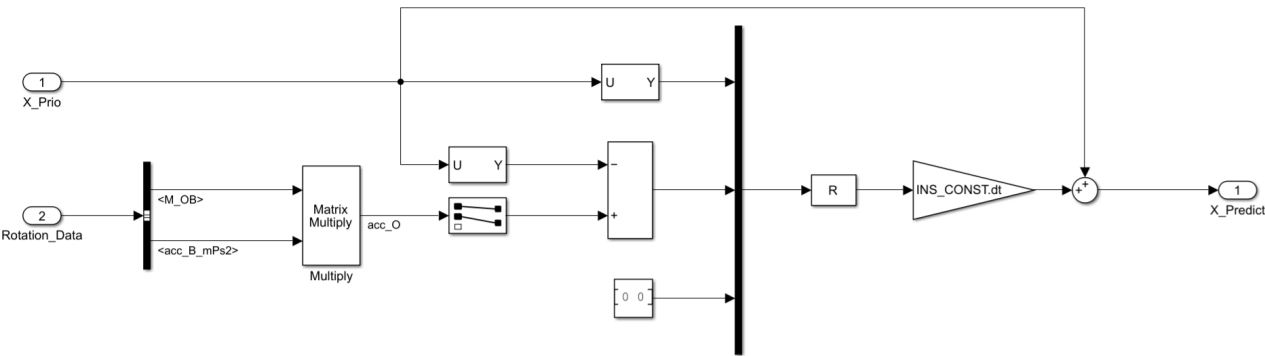 1
X_Prio
U Y
U Y
−
+
<M_OB>
<acc_B_mPs2>
2
Rotation_Data
Matrix
Multiply
Multiply
acc_O
0 0
R
INS_CONST.dt
+
+
1
X_Predict